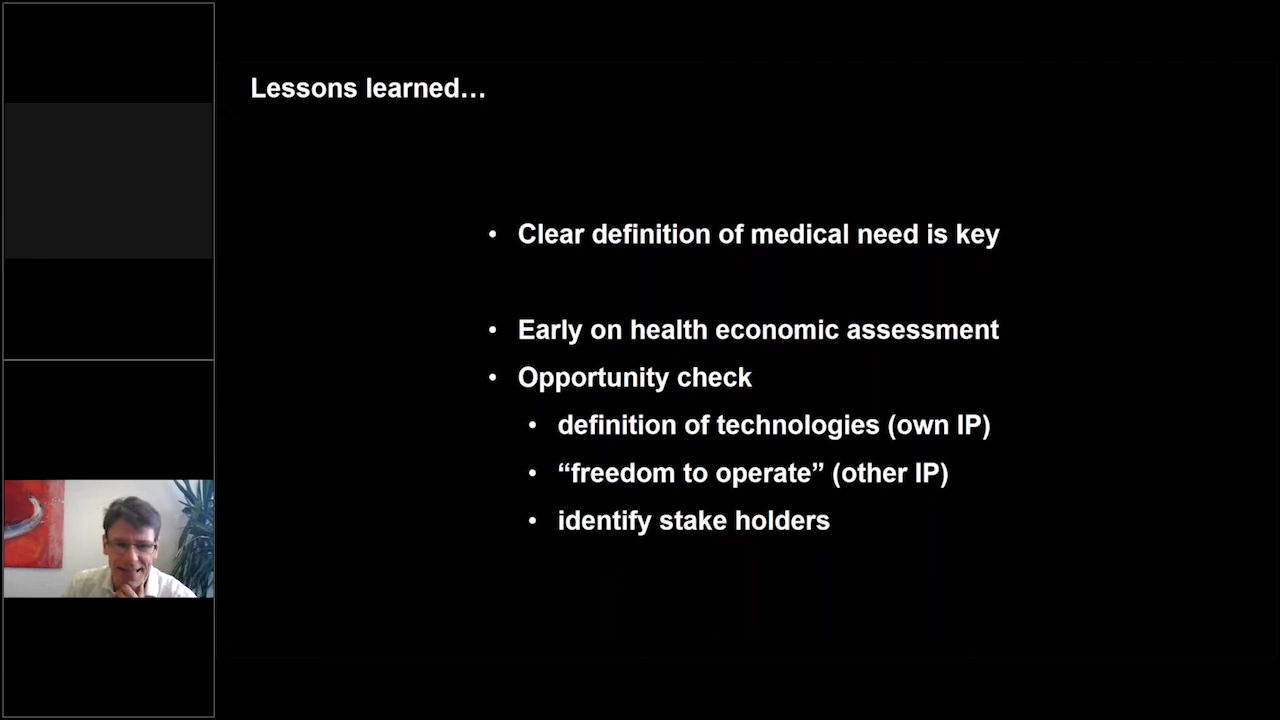 Lessons learned…
• Clear definition of medical need is key
• Early on health economic assessment
• Opportunity check
• definition of technologies (own IP)
• “freedom to operate” (other IP)
• identify stake holders